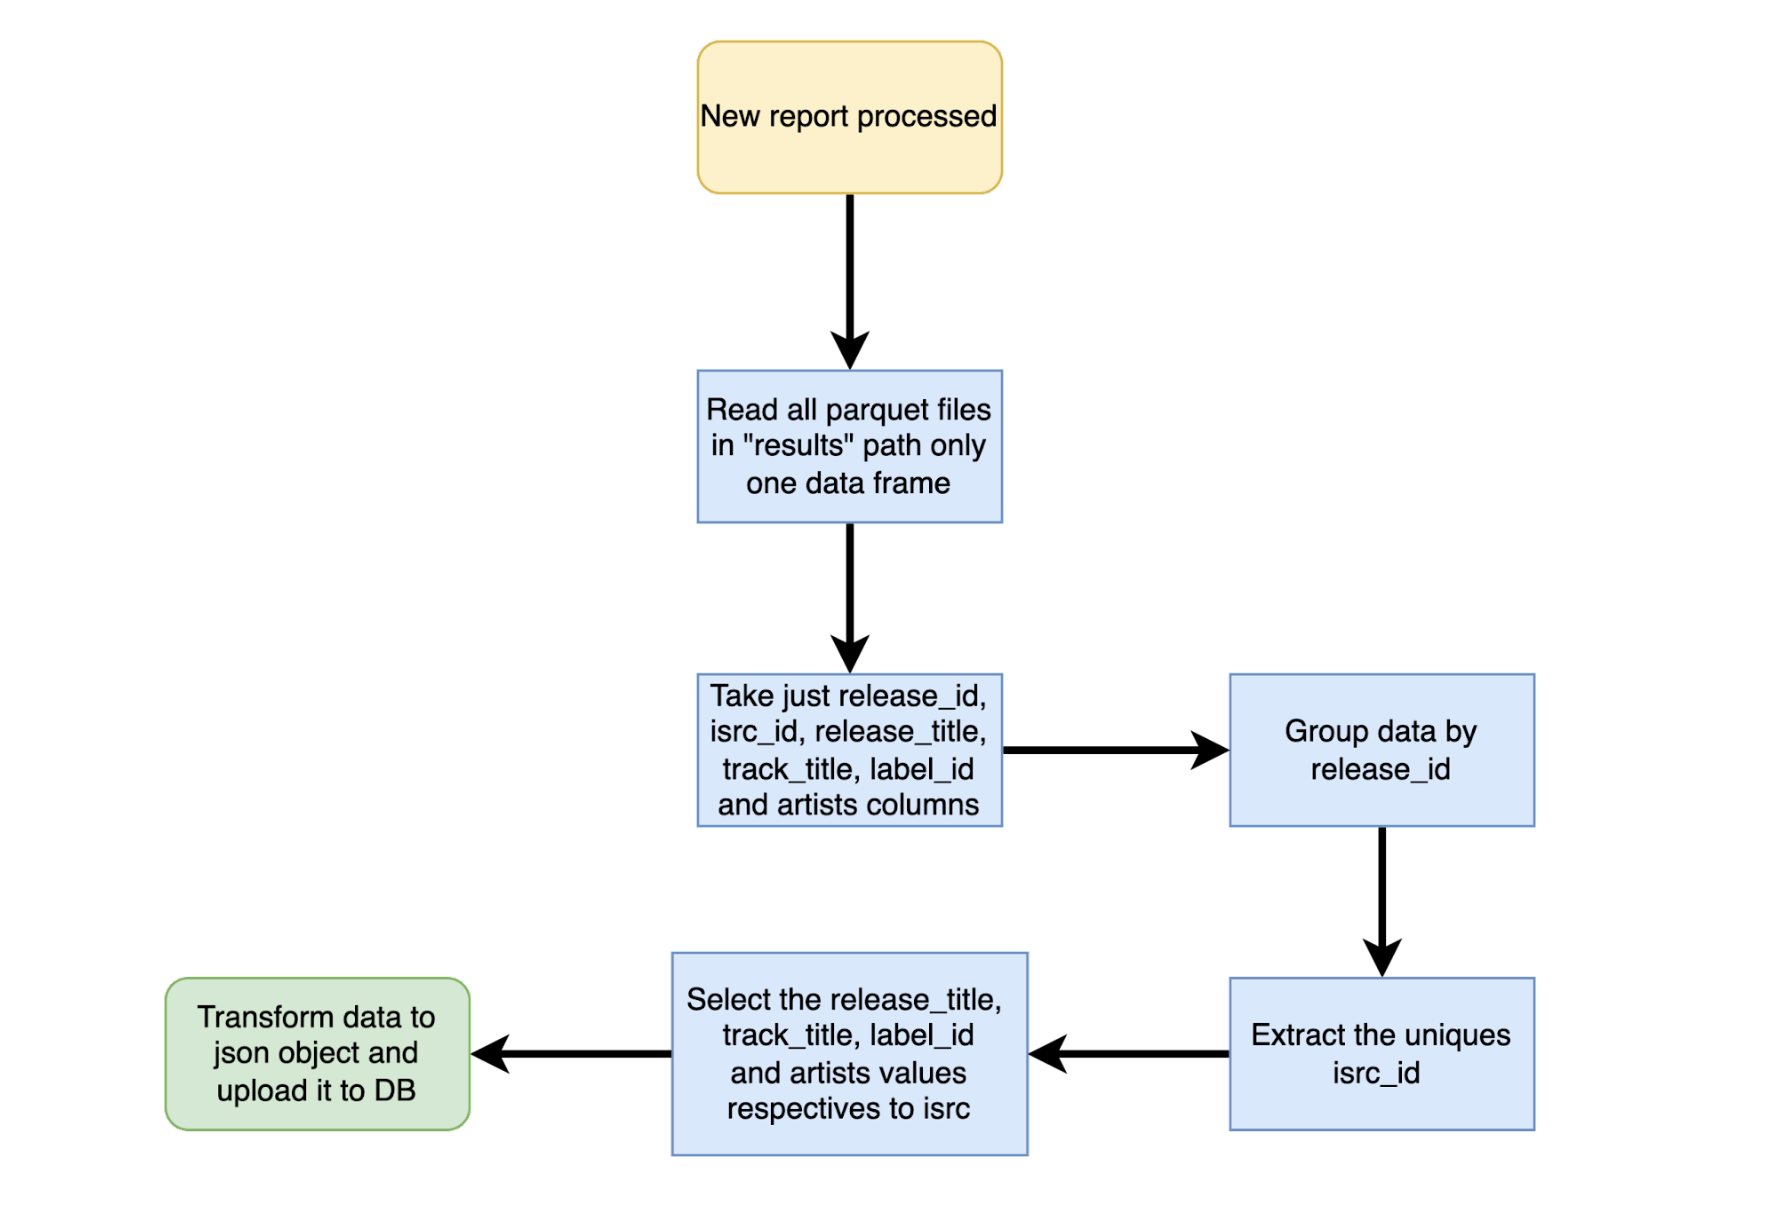 New report processed
Read all parquet files
in "results" path only
one data frame
Take just release_id,
isrc_id, release_title,
track_title, label_id
and artists columns
Group data by
release_id
Extract the uniques
isrc_id
Select the release_title,
track_title, label_id
and artists values
respectives to isrc
Transform data to
json object and
upload it to DB